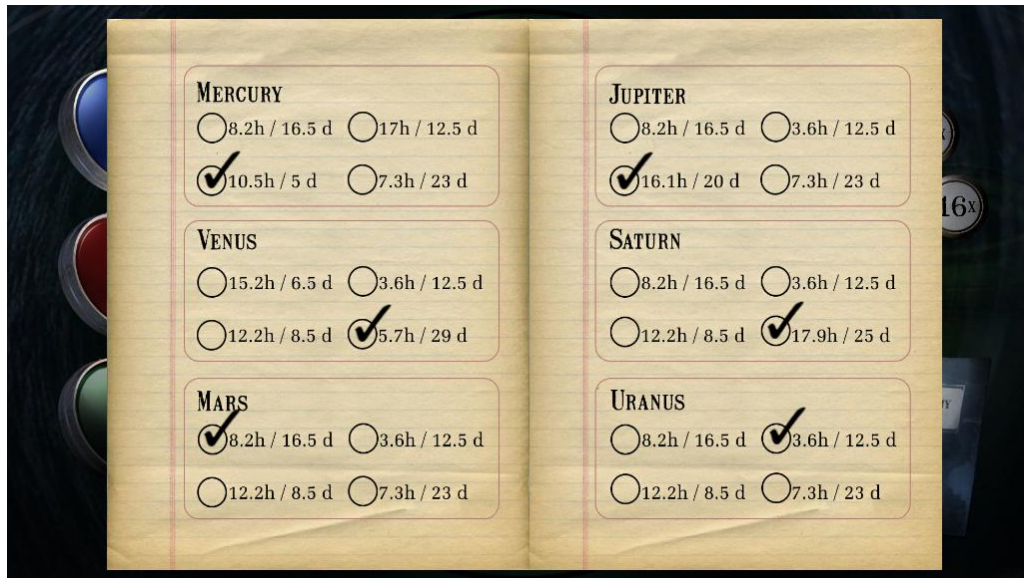 MERCURY
8.2h / 16.5 d 17h / 12.5 d
10.5h / 5 d 7.3h / 23 d
VENUS
15.2h / 6.5 d 3.6h / 12.5 d
12.2h / 8.5 d 5.7h / 29 d
MARS
8.2h / 16.5 d 3.6h / 12.5 d
12.2h / 8.5 d 7.3h / 23 d
JUPITER
8.2h / 16.5 d 3.6h / 12.5 d
16.1h / 20 d 7.3h / 23 d
SATURN
8.2h / 16.5 d 3.6h / 12.5 d
12.2h / 8.5 d 17.9h / 25 d
URANUS
8.2h / 16.5 d 3.6h / 12.5 d
12.2h / 8.5 d 7.3h / 23 d
16x